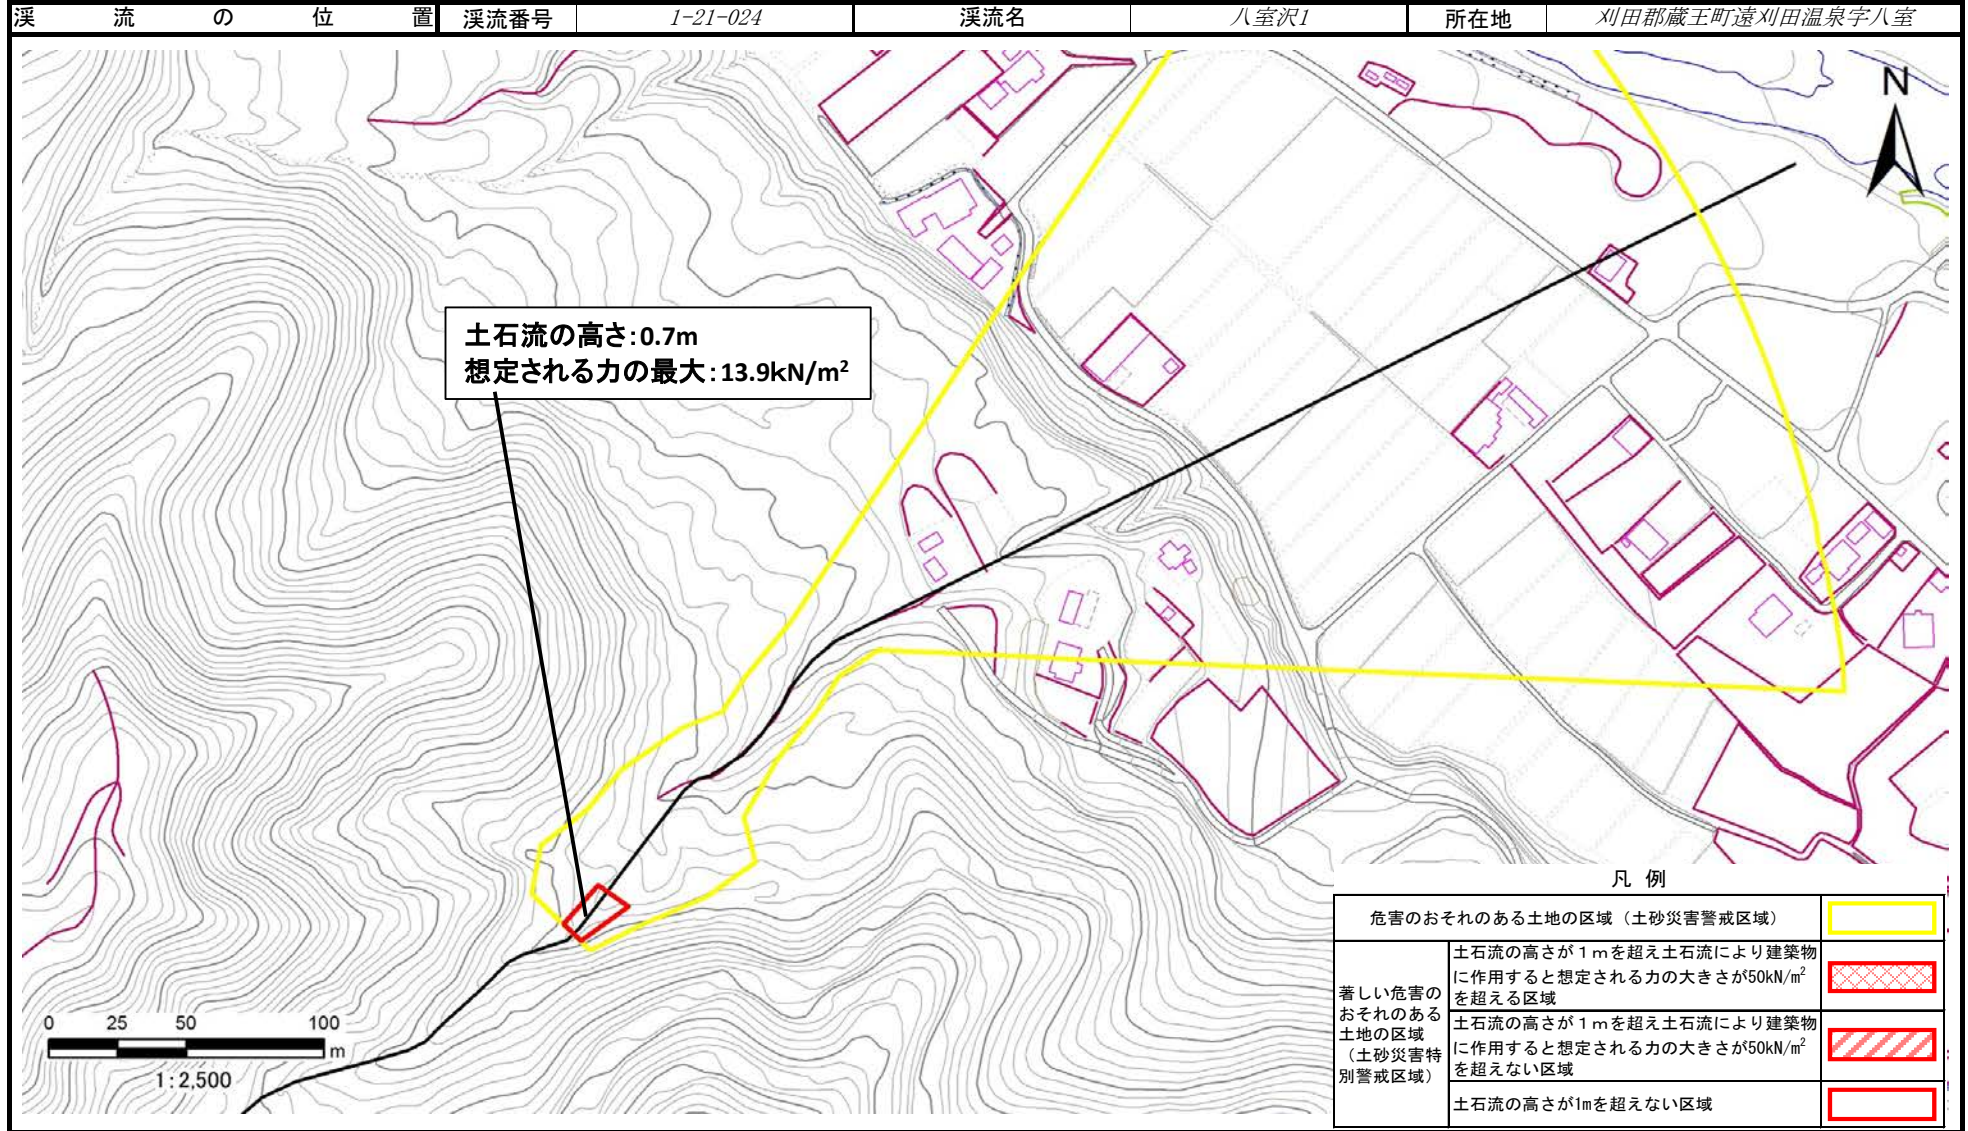 渓流の位置 渓流番号 1-21-024 渓流名 八室沢1 所在地 刈田郡蔵王町遠刈田温泉字八室
N
土石流の高さ:0.7m
想定される力の最大:13.9kN/m²
凡 例
危害のおそれのある土地の区域（土砂災害警戒区域）
著しい危害の
おそれのある
土地の区域
（土砂災害特
別警戒区域）
土石流の高さが１ｍを超え土石流により建築物
に作用すると想定される力の大きさが50kN/㎡
を超える区域
土石流の高さが１ｍを超え土石流により建築物
に作用すると想定される力の大きさが50kN/㎡
を超えない区域
土石流の高さが1mを超えない区域
0 25 50 100
m
1:2,500